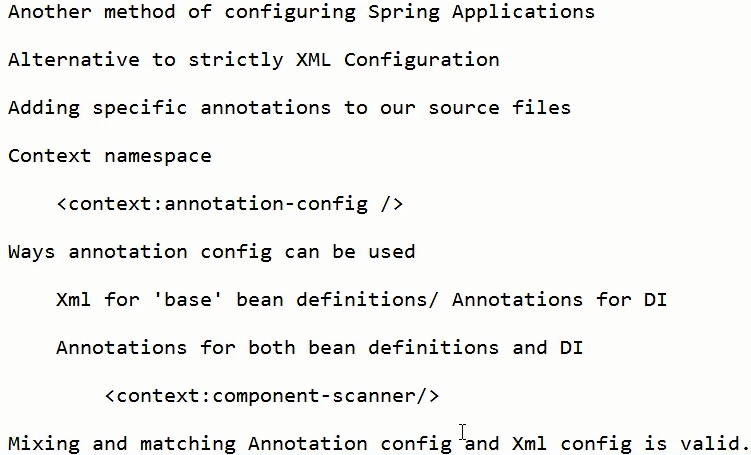 Another method of configuring Spring Applications
Alternative to strictly XML Configuration
Adding specific annotations to our source files
Context namespace
<context:annotation-config />
Ways annotation config can be used
Xml for 'base' bean definitions/ Annotations for DI
Annotations for both bean definitions and DI
<context:component-scanner/>
Mixing and matching Annotation config and Xml config is valid.